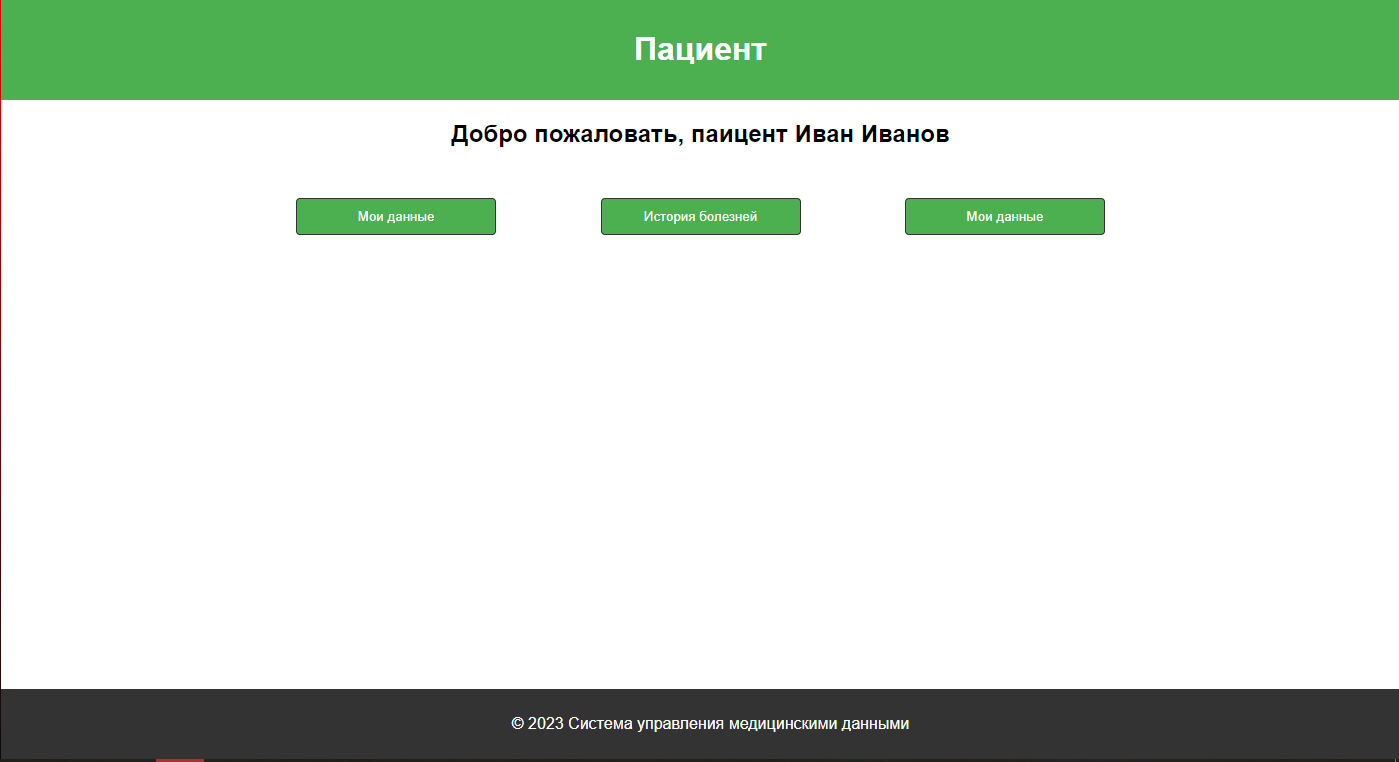 Пациент
Добро пожаловать, паицент Иван Иванов
Мои данные
История болезней
Мои данные
© 2023 Система управления медицинскими данными